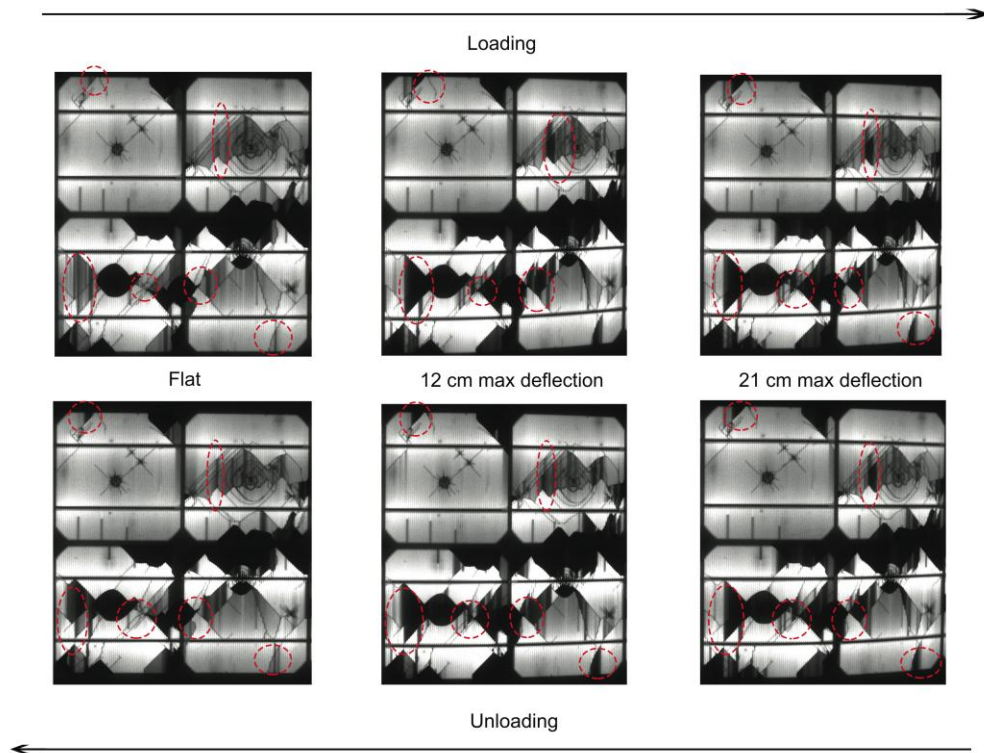 Loading
Flat
12 cm max deflection
21 cm max deflection
Unloading